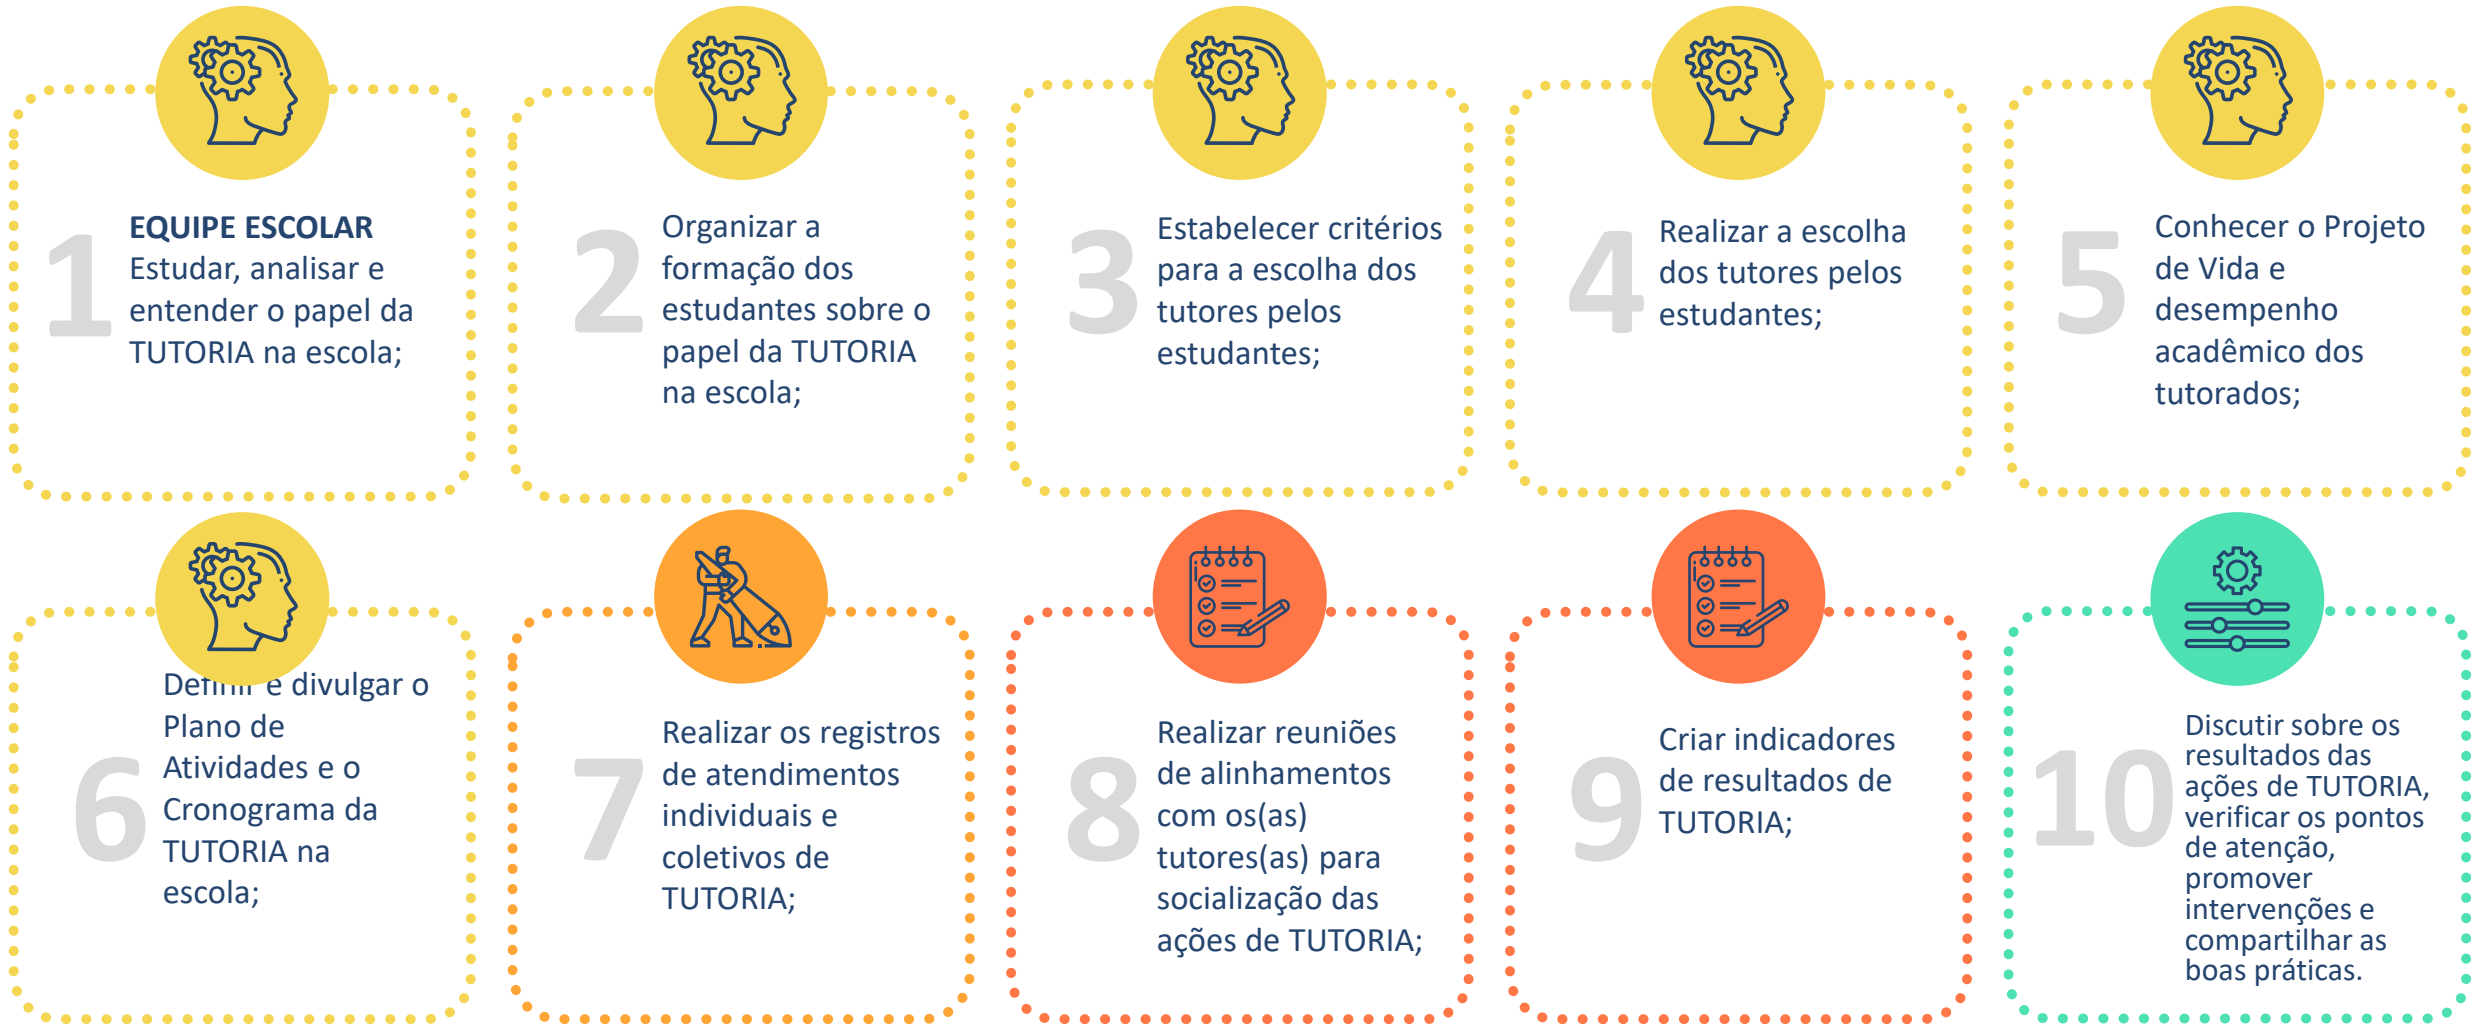 1
EQUIPE ESCOLAR
Estudar, analisar e
entender o papel da
TUTORIA na escola;
2
Organizar a
formação dos
estudantes sobre o
papel da TUTORIA
na escola;
3
Estabelecer critérios
para a escolha dos
tutores pelos
estudantes;
4
Realizar a escolha
dos tutores pelos
estudantes;
5
Conhecer o Projeto
de Vida e
desempenho
acadêmico dos
tutorados;
6
Definir e divulgar o
Plano de
Atividades e o
Cronograma da
TUTORIA na
escola;
7
Realizar os registros
de atendimentos
individuais e
coletivos de
TUTORIA;
8
Realizar reuniões
de alinhamentos
com os(as)
tutores(as) para
socialização das
ações de TUTORIA;
9
Criar indicadores
de resultados de
TUTORIA;
10
Discutir sobre os
resultados das
ações de TUTORIA,
verificar os pontos
de atenção,
promover
intervenções e
compartilhar as
boas práticas.